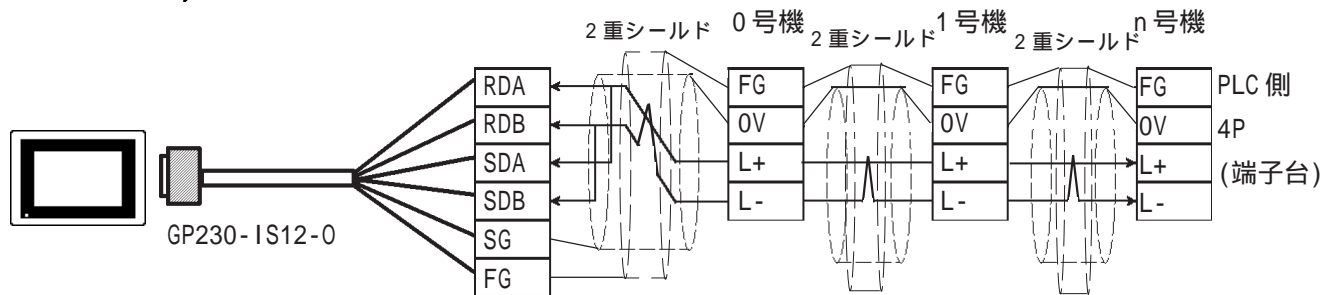 2重シールド 0号機 2重シールド 1号機 2重シールド n号機
RDA FG FG FG PLC側
RDB 0V 0V 0V 4P
SDA L+ L+ L+ (端子台)
SDB L- L- L-
SG
FG
GP230-IS12-O